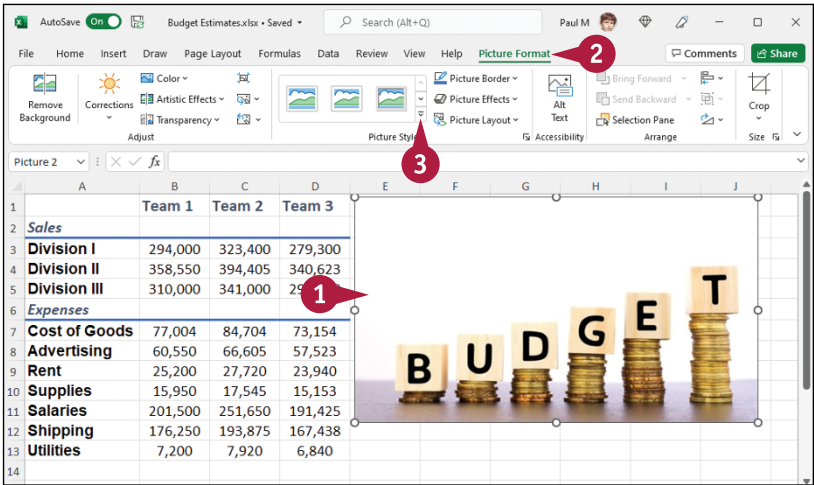 AutoSave On Budget Estimates.xlsx • Saved Search (Alt+Q) Paul M
File Home Insert Draw Page Layout Formulas Data Review View Help Picture Format 2 Comments Share
Remove Background Corrections Color Artistic Effects Transparency Picture Border Picture Effects Picture Layout Alt Text Bring Forward Send Backward Selection Pane Crop
Adjust Picture Styl Accessibility Arrange Size
3
Picture 2 fx
A B C D E F G H I J
1 Team 1 Team 2 Team 3
2 Sales
3 Division I 294,000 323,400 279,300
4 Division II 358,550 394,405 340,623
5 Division III 310,000 341,000 1
6 Expenses
7 Cost of Goods 77,004 84,704 73,154
8 Advertising 60,550 66,605 57,523
9 Rent 25,200 27,720 23,940
10 Supplies 15,950 17,545 15,153
11 Salaries 201,500 251,650 191,425
12 Shipping 176,250 193,875 167,438
13 Utilities 7,200 7,920 6,840
14
BUDGET